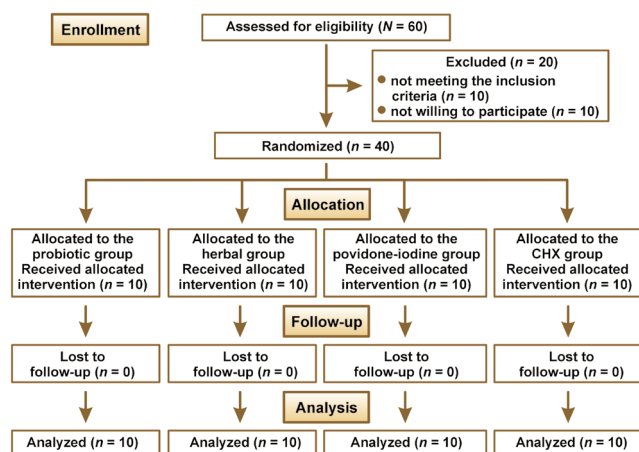 Enrollment
Assessed for eligibility (N = 60)
Excluded (n = 20)
● not meeting the inclusion
criteria (n = 10)
● not willing to participate (n = 10)
Randomized (n = 40)
Allocation
Allocated to the
probiotic group
Received allocated
intervention (n = 10)
Allocated to the
herbal group
Received allocated
intervention (n = 10)
Allocated to the
povidone-iodine group
Received allocated
intervention (n = 10)
Allocated to the
CHX group
Received allocated
intervention (n = 10)
Follow-up
Lost to
follow-up (n = 0)
Lost to
follow-up (n = 0)
Lost to
follow-up (n = 0)
Lost to
follow-up (n = 0)
Analysis
Analyzed (n = 10)
Analyzed (n = 10)
Analyzed (n = 10)
Analyzed (n = 10)